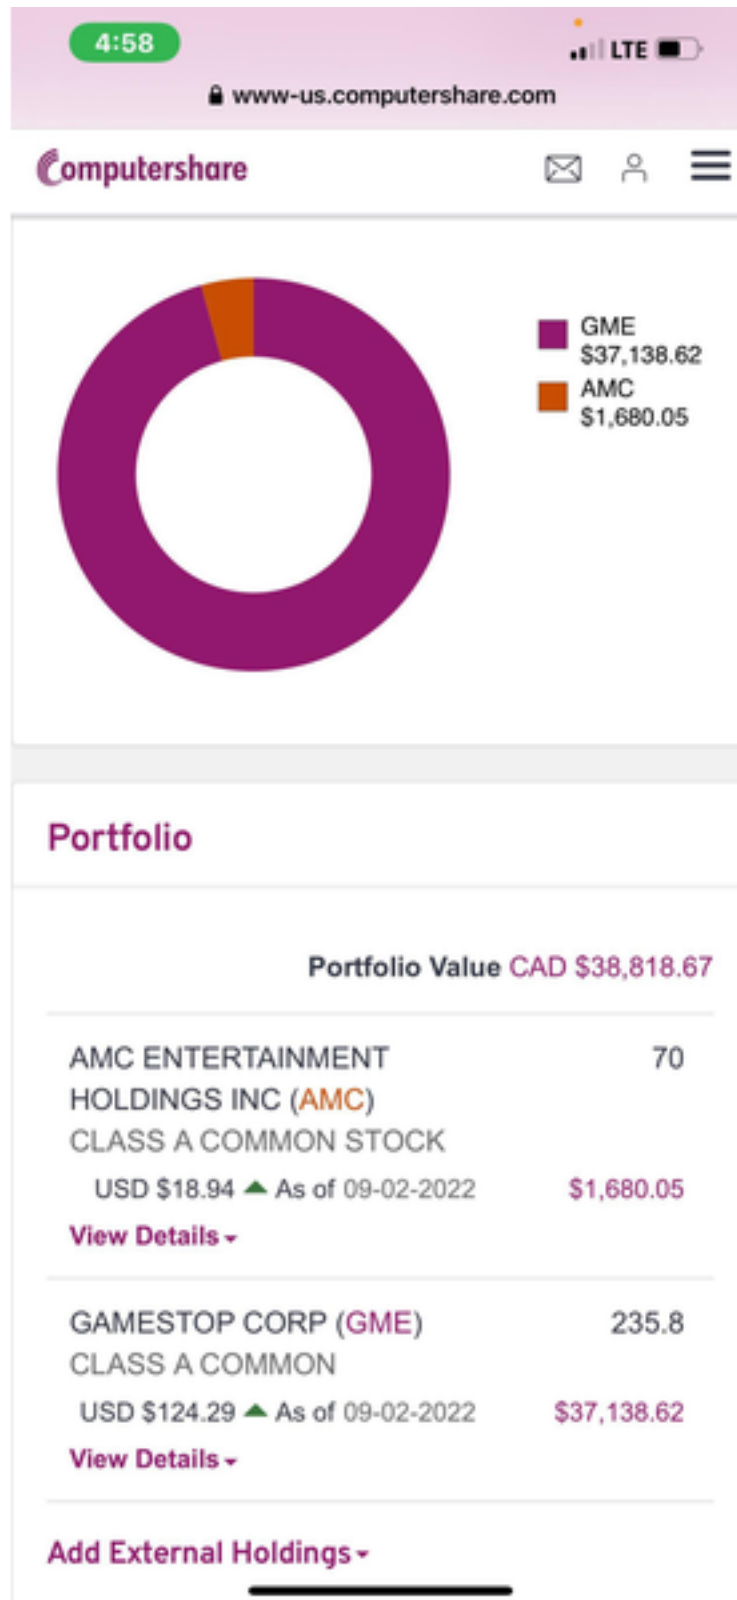 4:58
LTE
www-us.computershare.com
Computershare
GME
$37,138.62
AMC
$1,680.05
Portfolio
Portfolio Value CAD $38,818.67
AMC ENTERTAINMENT 70
HOLDINGS INC (AMC)
CLASS A COMMON STOCK
USD $18.94 As of 09-02-2022 $1,680.05
View Details
GAMESTOP CORP (GME) 235.8
CLASS A COMMON
USD $124.29 As of 09-02-2022 $37,138.62
View Details
Add External Holdings